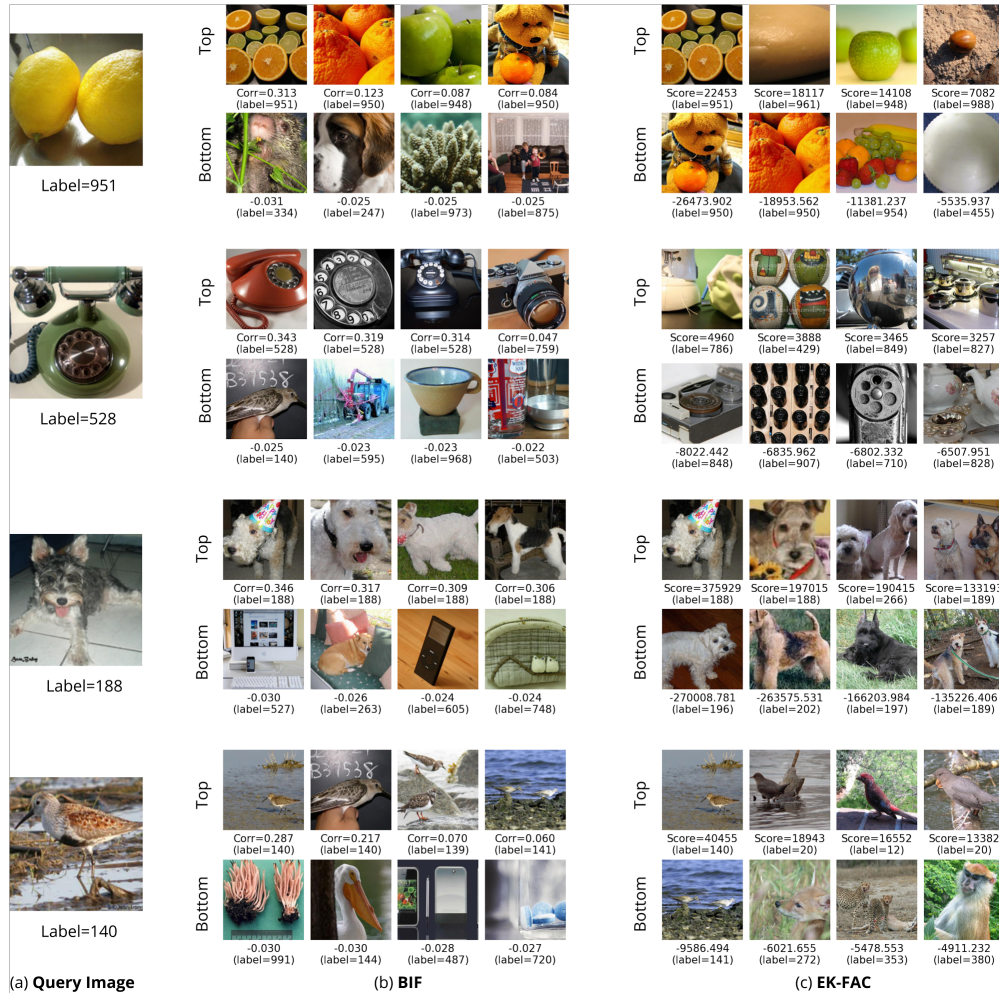 Top
Corr=0.313 Corr=0.123 Corr=0.087 Corr=0.084
(label=951) (label=950) (label=948) (label=950)
Score=22453 Score=18117 Score=14108 Score=7082
(label=951) (label=961) (label=948) (label=988)
Label=951
Bottom
-0.031 -0.025 -0.025 -0.025
(label=334) (label=247) (label=973) (label=875)
-26473.902 -18953.562 -11381.237 -5535.937
(label=950) (label=950) (label=954) (label=455)
Top
Corr=0.343 Corr=0.319 Corr=0.314 Corr=0.047
(label=528) (label=528) (label=528) (label=759)
Score=4960 Score=3888 Score=3465 Score=3257
(label=786) (label=429) (label=849) (label=827)
Label=528
Bottom
B37538
-0.025 -0.023 -0.023 -0.022
(label=140) (label=595) (label=968) (label=503)
-8022.442 -6835.962 -6802.332 -6507.951
(label=848) (label=907) (label=710) (label=828)
Top
Corr=0.346 Corr=0.317 Corr=0.309 Corr=0.306
(label=188) (label=188) (label=188) (label=188)
Score=375929 Score=197015 Score=190415 Score=13319
(label=188) (label=188) (label=266) (label=189)
Label=188
Bottom
-0.030 -0.026 -0.024 -0.024
(label=527) (label=263) (label=605) (label=748)
-270008.781 -263575.531 -166203.984 -135226.406
(label=196) (label=202) (label=197) (label=189)
Top
B37538
Corr=0.287 Corr=0.217 Corr=0.070 Corr=0.060
(label=140) (label=140) (label=139) (label=141)
Score=40455 Score=18943 Score=16552 Score=13382
(label=140) (label=20) (label=12) (label=20)
Label=140
Bottom
-0.030 -0.030 -0.028 -0.027
(label=991) (label=144) (label=487) (label=720)
-9586.494 -6021.655 -5478.553 -4911.232
(label=141) (label=272) (label=353) (label=380)
(a) Query Image (b) BIF (c) EK-FAC